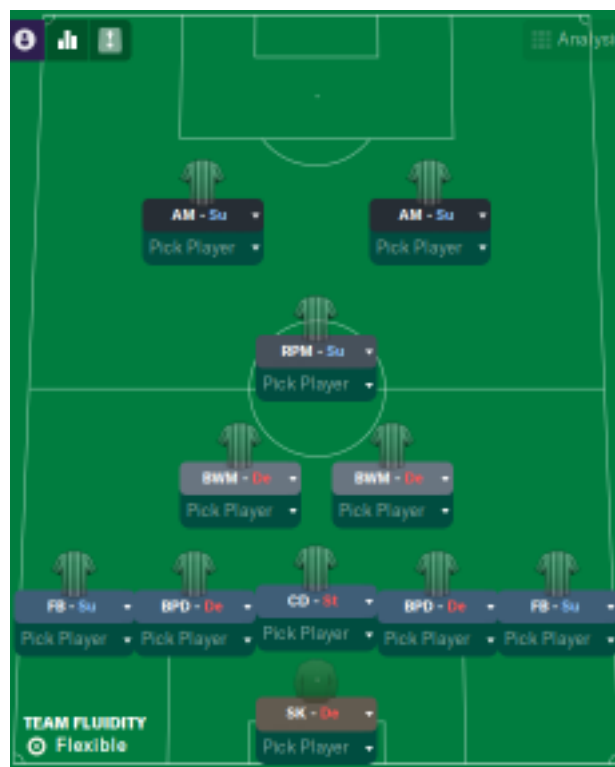 Analysi
AM - Su AM - Su
Pick Player Pick Player
RPM - Su
Pick Player
BWM - De BWM - De
Pick Player Pick Player
FB - Su BPD - De CD - St BPD - De FB - Su
Pick Player Pick Player Pick Player Pick Player Pick Player
SK - De
Pick Player
TEAM FLUIDITY
Flexible